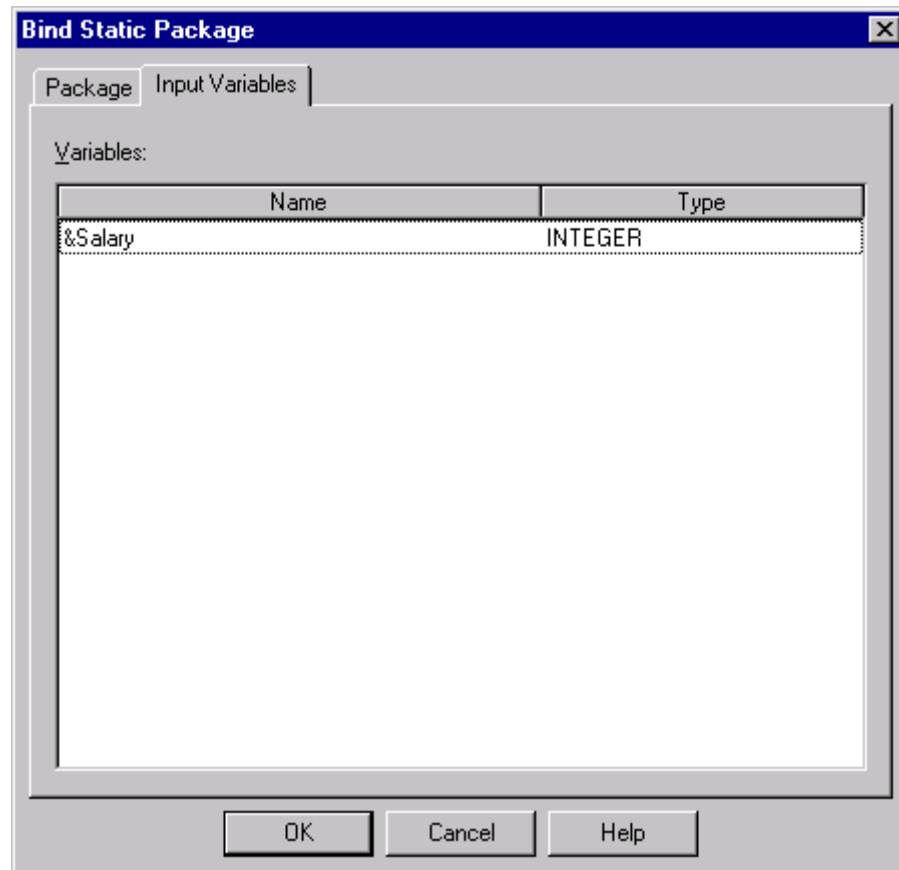 Bind Static Package
Package Input Variables
Variables:
Name Type
&Salary INTEGER
OK Cancel Help